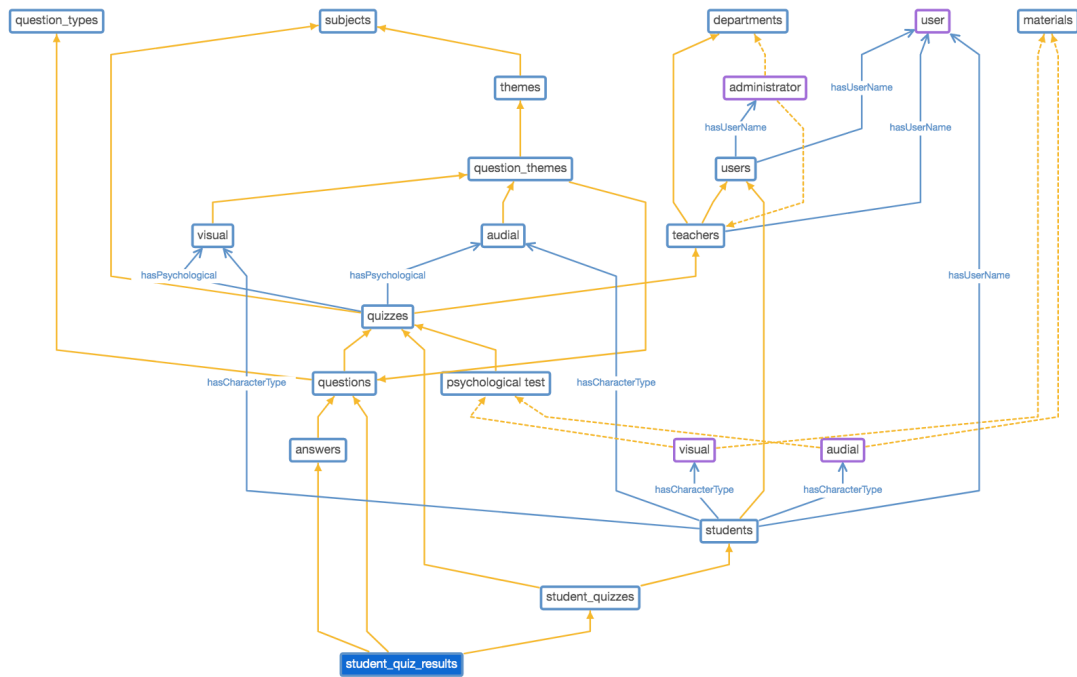 question_types
subjects
departments
user
materials
themes
administrator
hasUserName
hasUserName
hasUserName
question_themes
users
visual
audial
teachers
hasPsychological
hasPsychological
hasUserName
quizzes
hasCharacterType
questions
psychological test
hasCharacterType
answers
visual
audial
hasCharacterType
hasCharacterType
students
student_quizzes
student_quiz_results